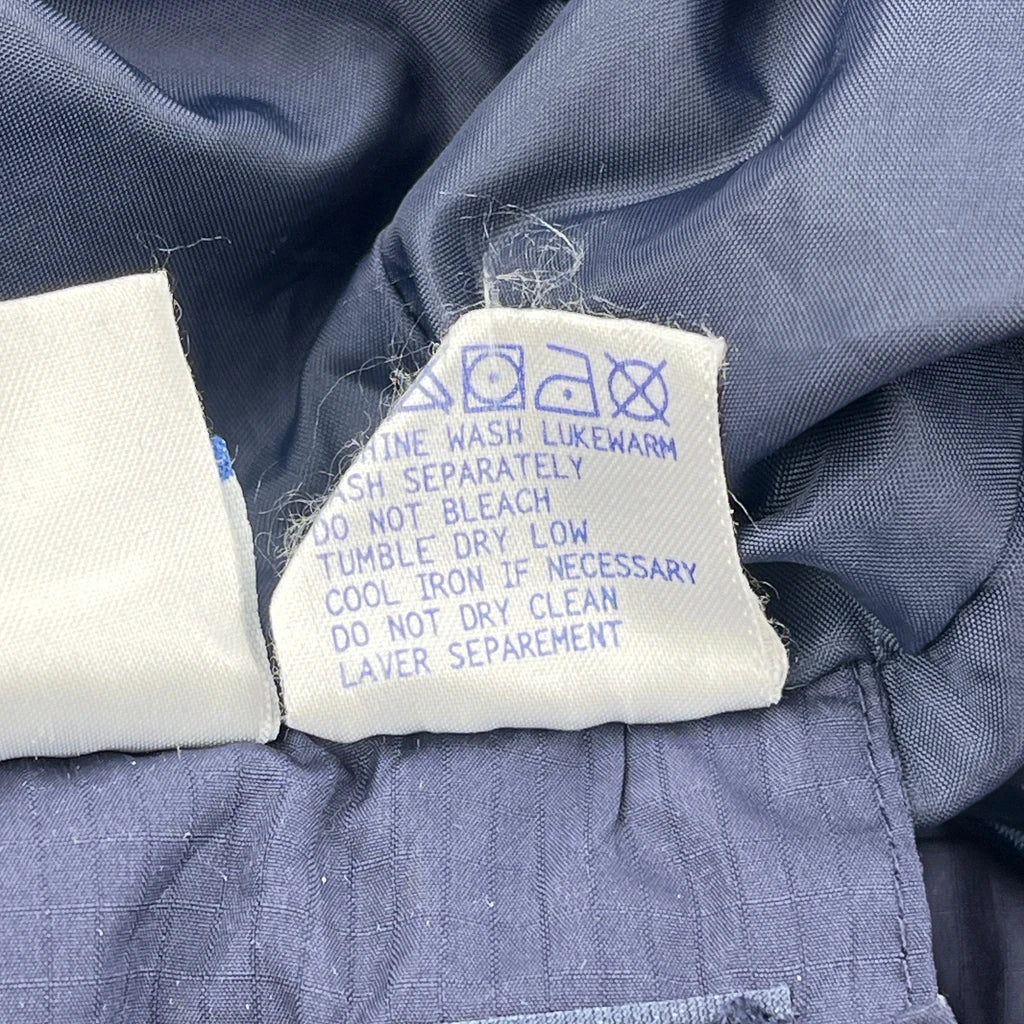 HINE WASH LUKEWARM
ASH SEPARATELY
DO NOT BLEACH
TUMBLE DRY LOW
COOL IRON IF NECESSARY
DO NOT DRY CLEAN
LAVER SEPAREMENT